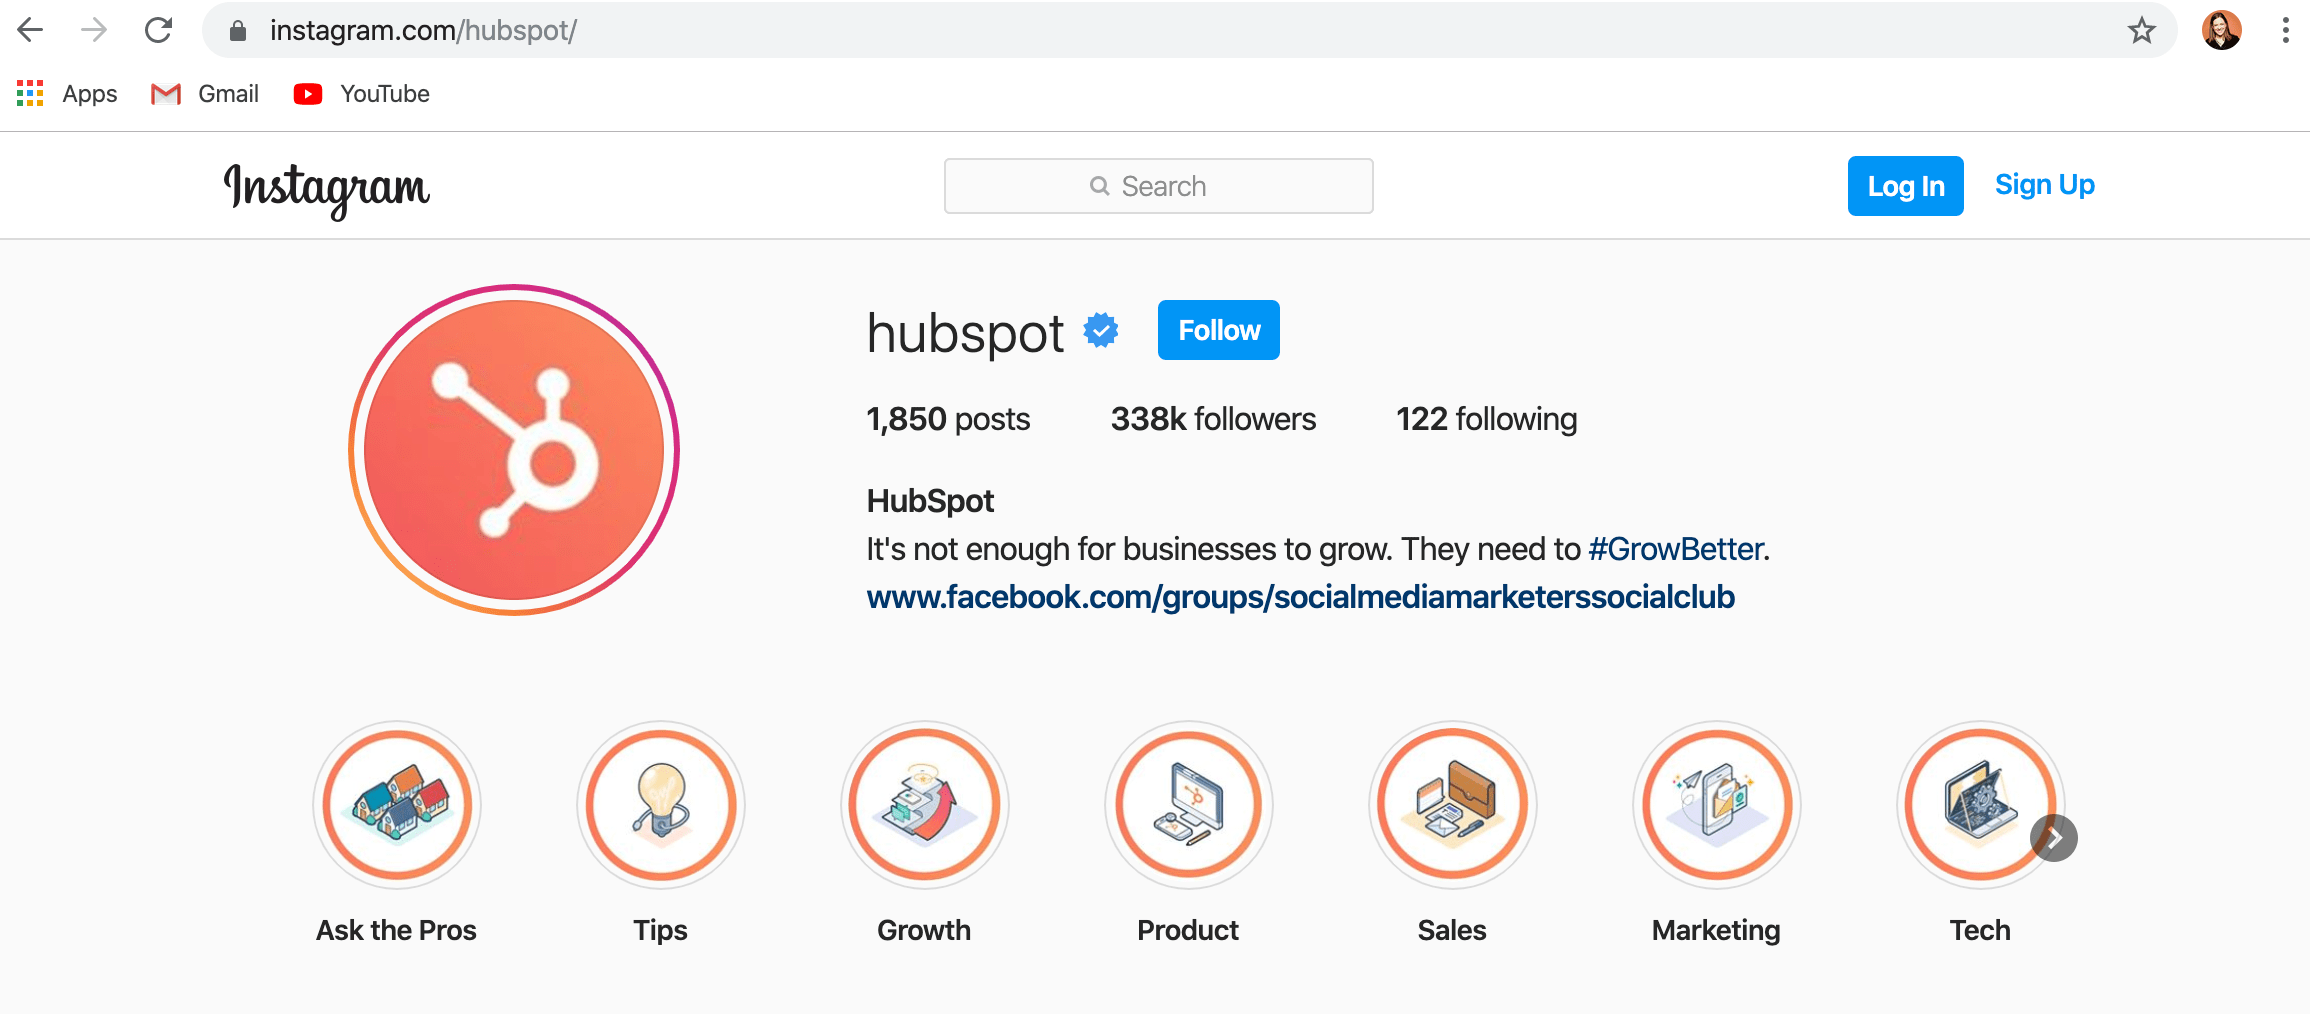 instagram.com/hubspot/
Apps Gmail YouTube
Instagram Search Log In Sign Up
hubspot Follow
1,850 posts 338k followers 122 following
HubSpot
It's not enough for businesses to grow. They need to #GrowBetter.
www.facebook.com/groups/socialmediamarketerssocialclub
Ask the Pros Tips Growth Product Sales Marketing Tech